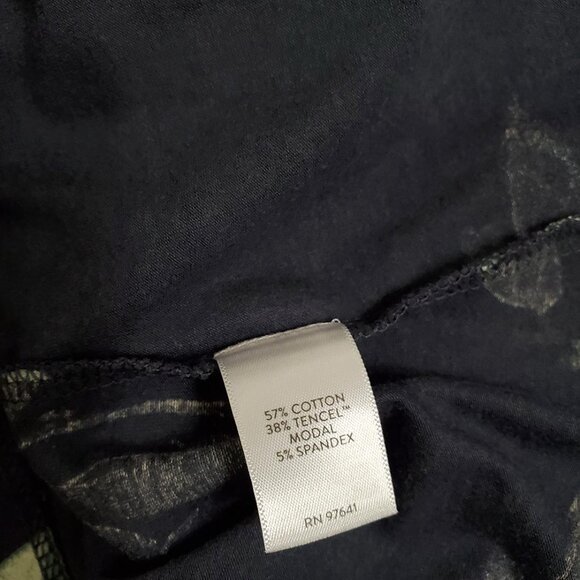 57% COTTON
38% TENCEL™
MODAL
5% SPANDEX
RN 97641